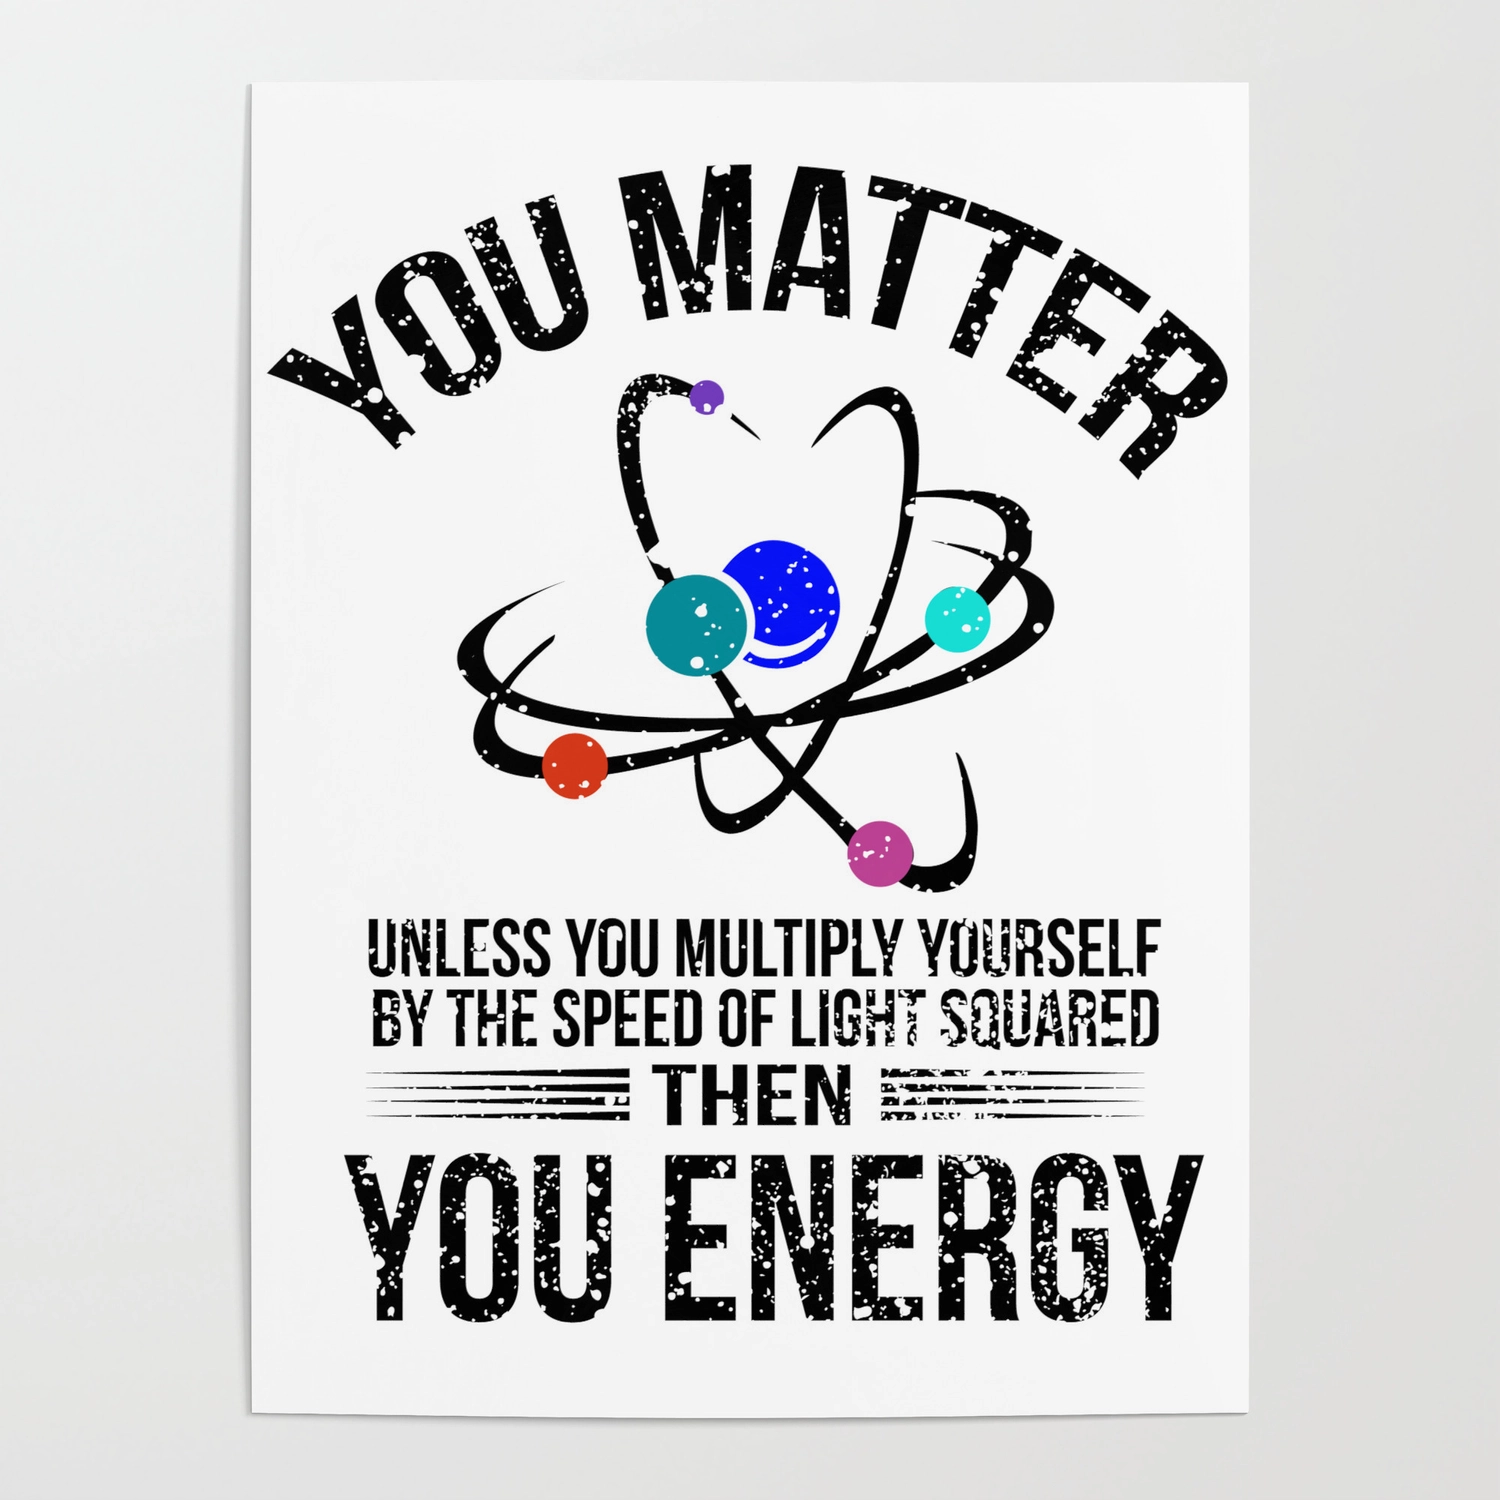 YOU MATTER
UNLESS YOU MULTIPLY YOURSELF
BY THE SPEED OF LIGHT SQUARED
THEN
YOU ENERGY